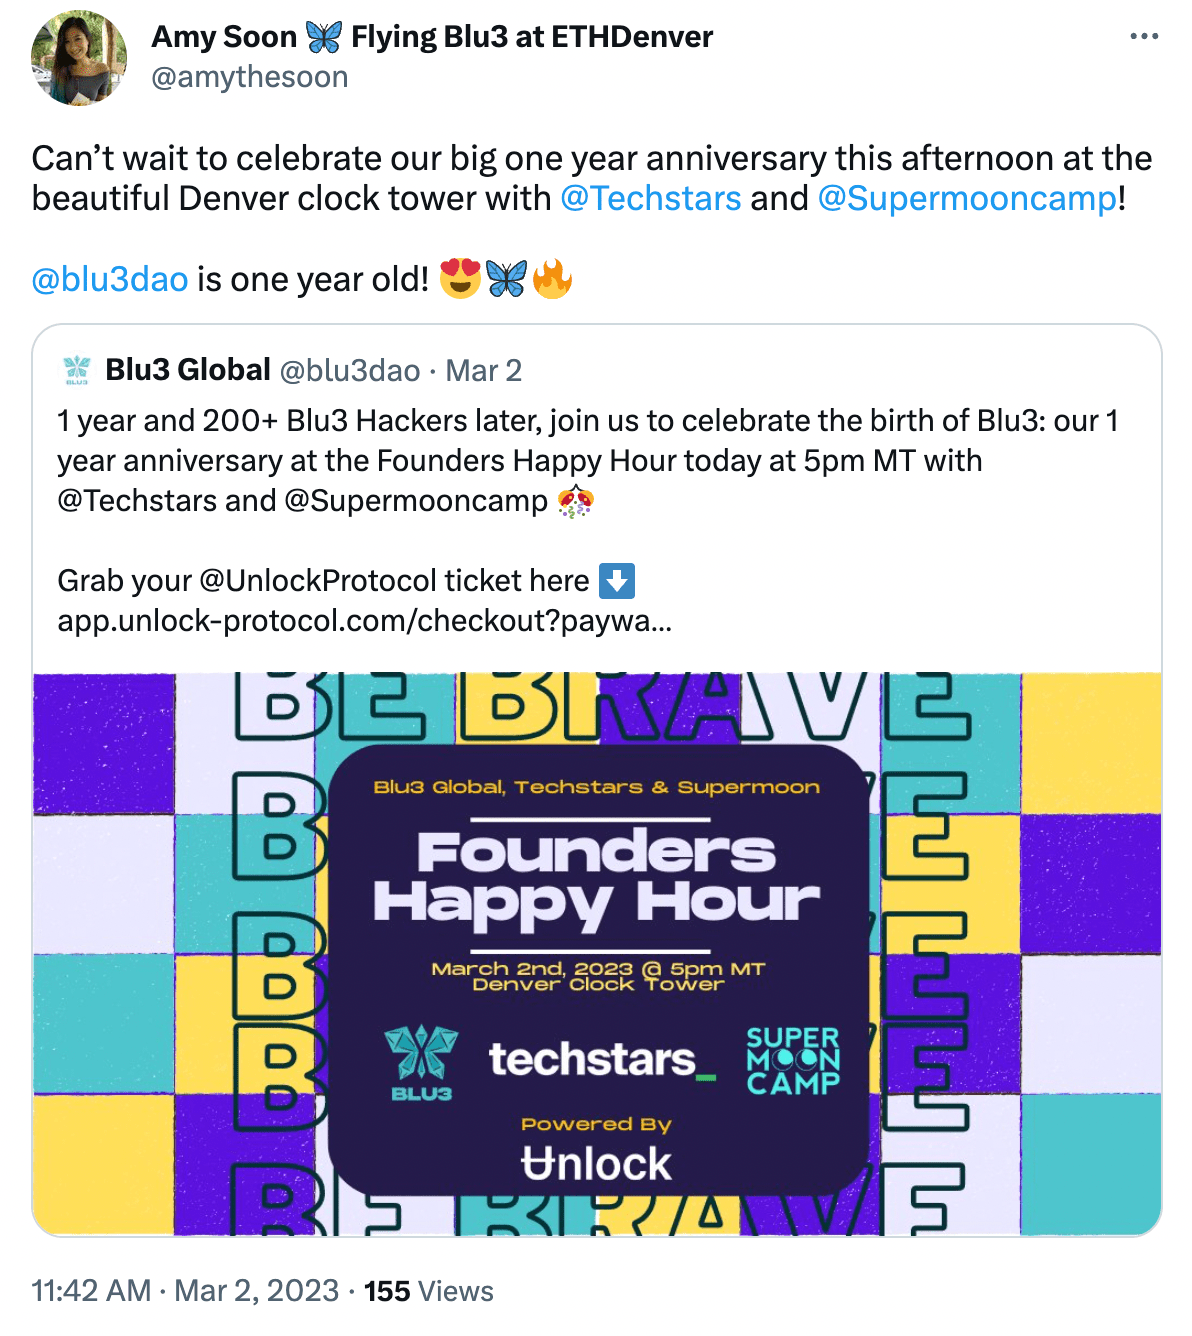 Amy Soon 🦋 Flying Blu3 at ETHDenver
@amythesoon
Can’t wait to celebrate our big one year anniversary this afternoon at the
beautiful Denver clock tower with @Techstars and @Supermooncamp!
@blu3dao is one year old! 😍🦋🔥
BLU3
Blu3 Global @blu3dao · Mar 2
1 year and 200+ Blu3 Hackers later, join us to celebrate the birth of Blu3: our 1
year anniversary at the Founders Happy Hour today at 5pm MT with
@Techstars and @Supermooncamp 🎊
Grab your @UnlockProtocol ticket here ⬇️
app.unlock-protocol.com/checkout?paywa...
BE BRAVE
B E
B E
B E
BE BRAVE
Blu3 Global, Techstars & Supermoon
Founders
Happy Hour
March 2nd, 2023 @ 5pm MT
Denver Clock Tower
BLU3
techstars_
SUPER
MOON
CAMP
Powered By
Unlock
11:42 AM · Mar 2, 2023 · 155 Views